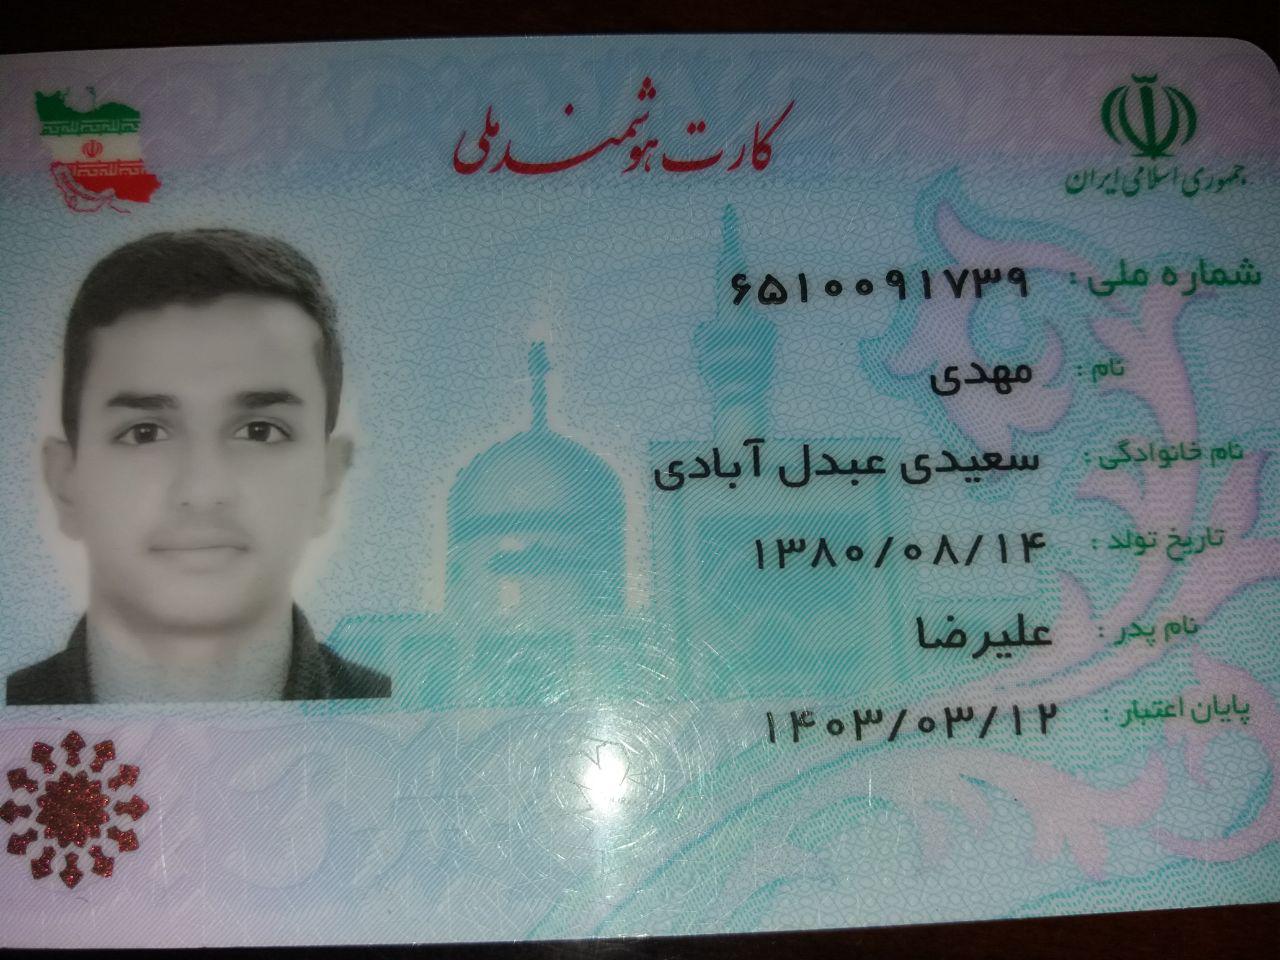 کارت هوشمند ملی
جمهوری اسلامی ایران
شماره ملی : ۶۵۱۰۰۹۱۷۳۹
نام : مهدی
نام خانوادگی : سعیدی عبدل آبادی
تاریخ تولد : ۱۳۸۰/۰۸/۱۴
نام پدر : علیرضا
پایان اعتبار : ۱۴۰۳/۰۳/۱۲